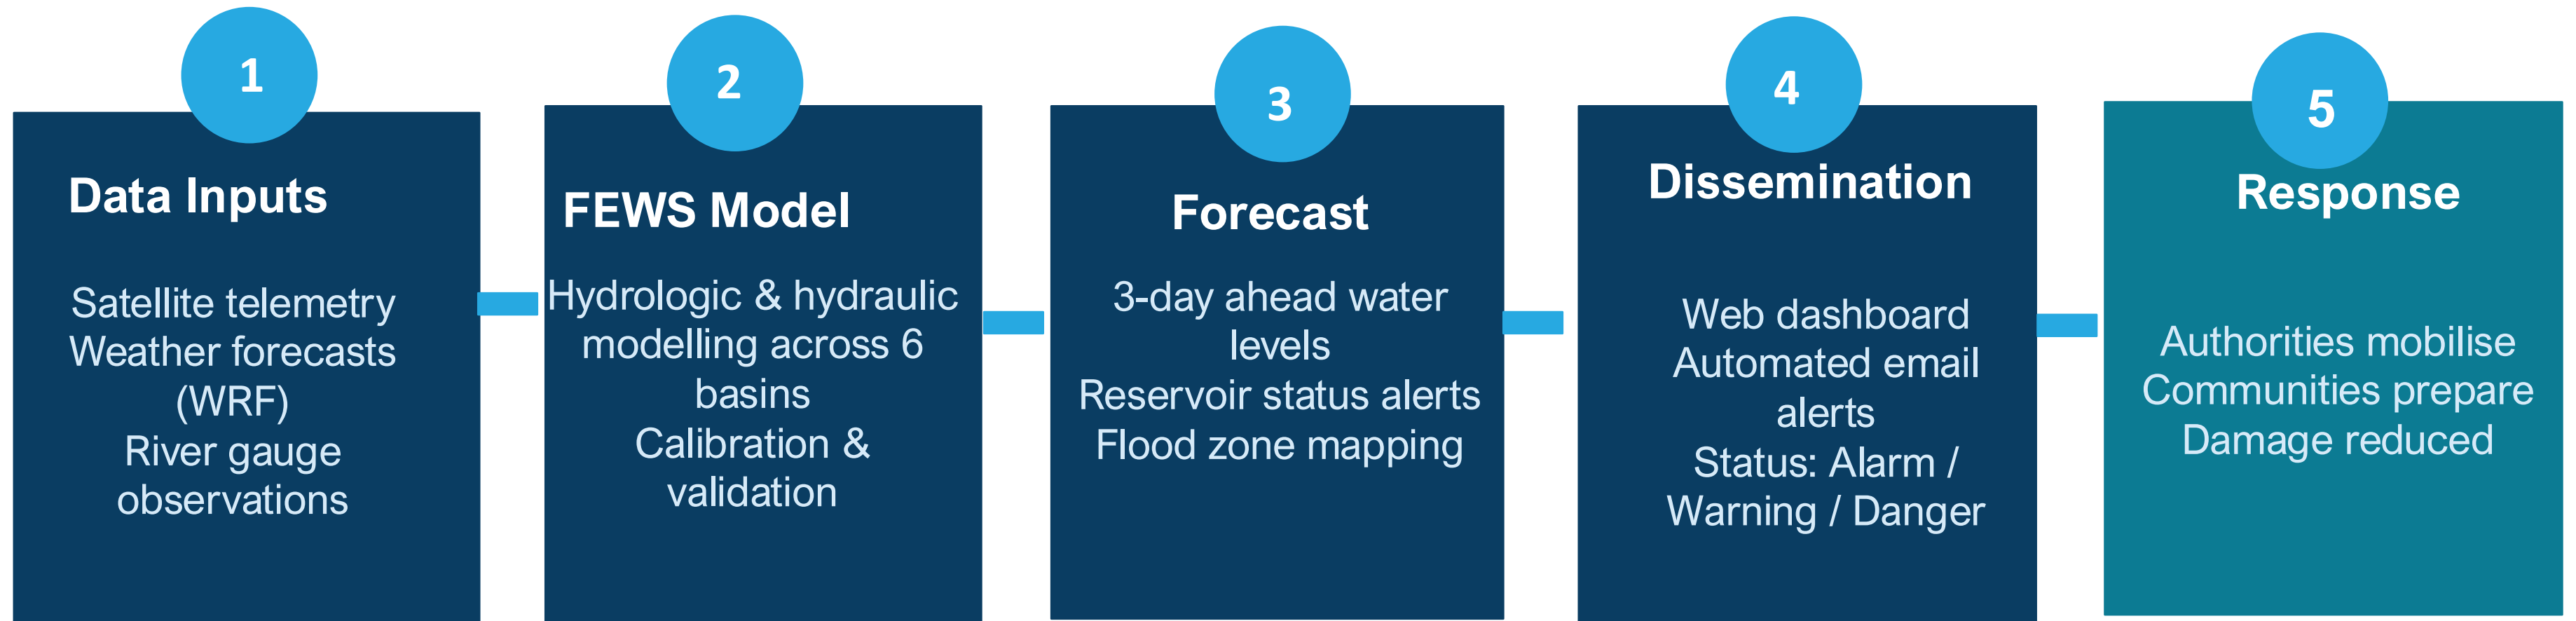 1
Data Inputs
Satellite telemetry
Weather forecasts
(WRF)
River gauge
observations
2
FEWS Model
Hydrologic & hydraulic
modelling across 6
basins
Calibration &
validation
3
Forecast
3-day ahead water
levels
Reservoir status alerts
Flood zone mapping
4
Dissemination
Web dashboard
Automated email
alerts
Status: Alarm /
Warning / Danger
5
Response
Authorities mobilise
Communities prepare
Damage reduced